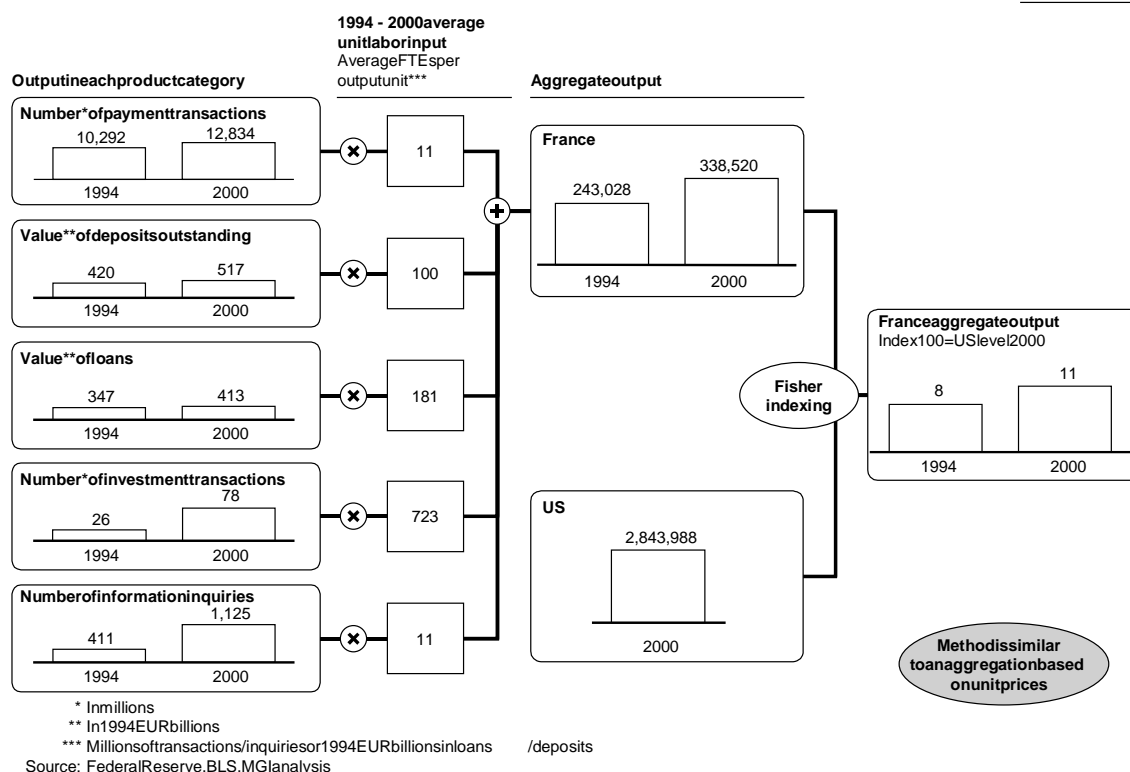 1994 - 2000average
unitlaborinput
AverageFTEsper
outputunit***
Outputineachproductcategory
Aggregateoutput
Number*ofpaymenttransactions
10,292
12,834
1994
2000
11
Value**ofdepositsoutstanding
420
517
1994
2000
100
Value**ofloans
347
413
1994
2000
181
Number*ofinvestmenttransactions
26
78
1994
2000
723
Numberofinformationinquiries
411
1,125
1994
2000
11
France
243,028
338,520
1994
2000
US
2,843,988
2000
Fisher
indexing
Franceaggregateoutput
Index100=USlevel2000
8
11
1994
2000
Methodissimilar
toanaggregationbased
onunitprices
* Inmillions
** In1994EURbillions
*** Millionsoftransactions/inquiriesor1994EURbillionsinloans /deposits
Source: FederalReserve,BLS,MGIanalysis